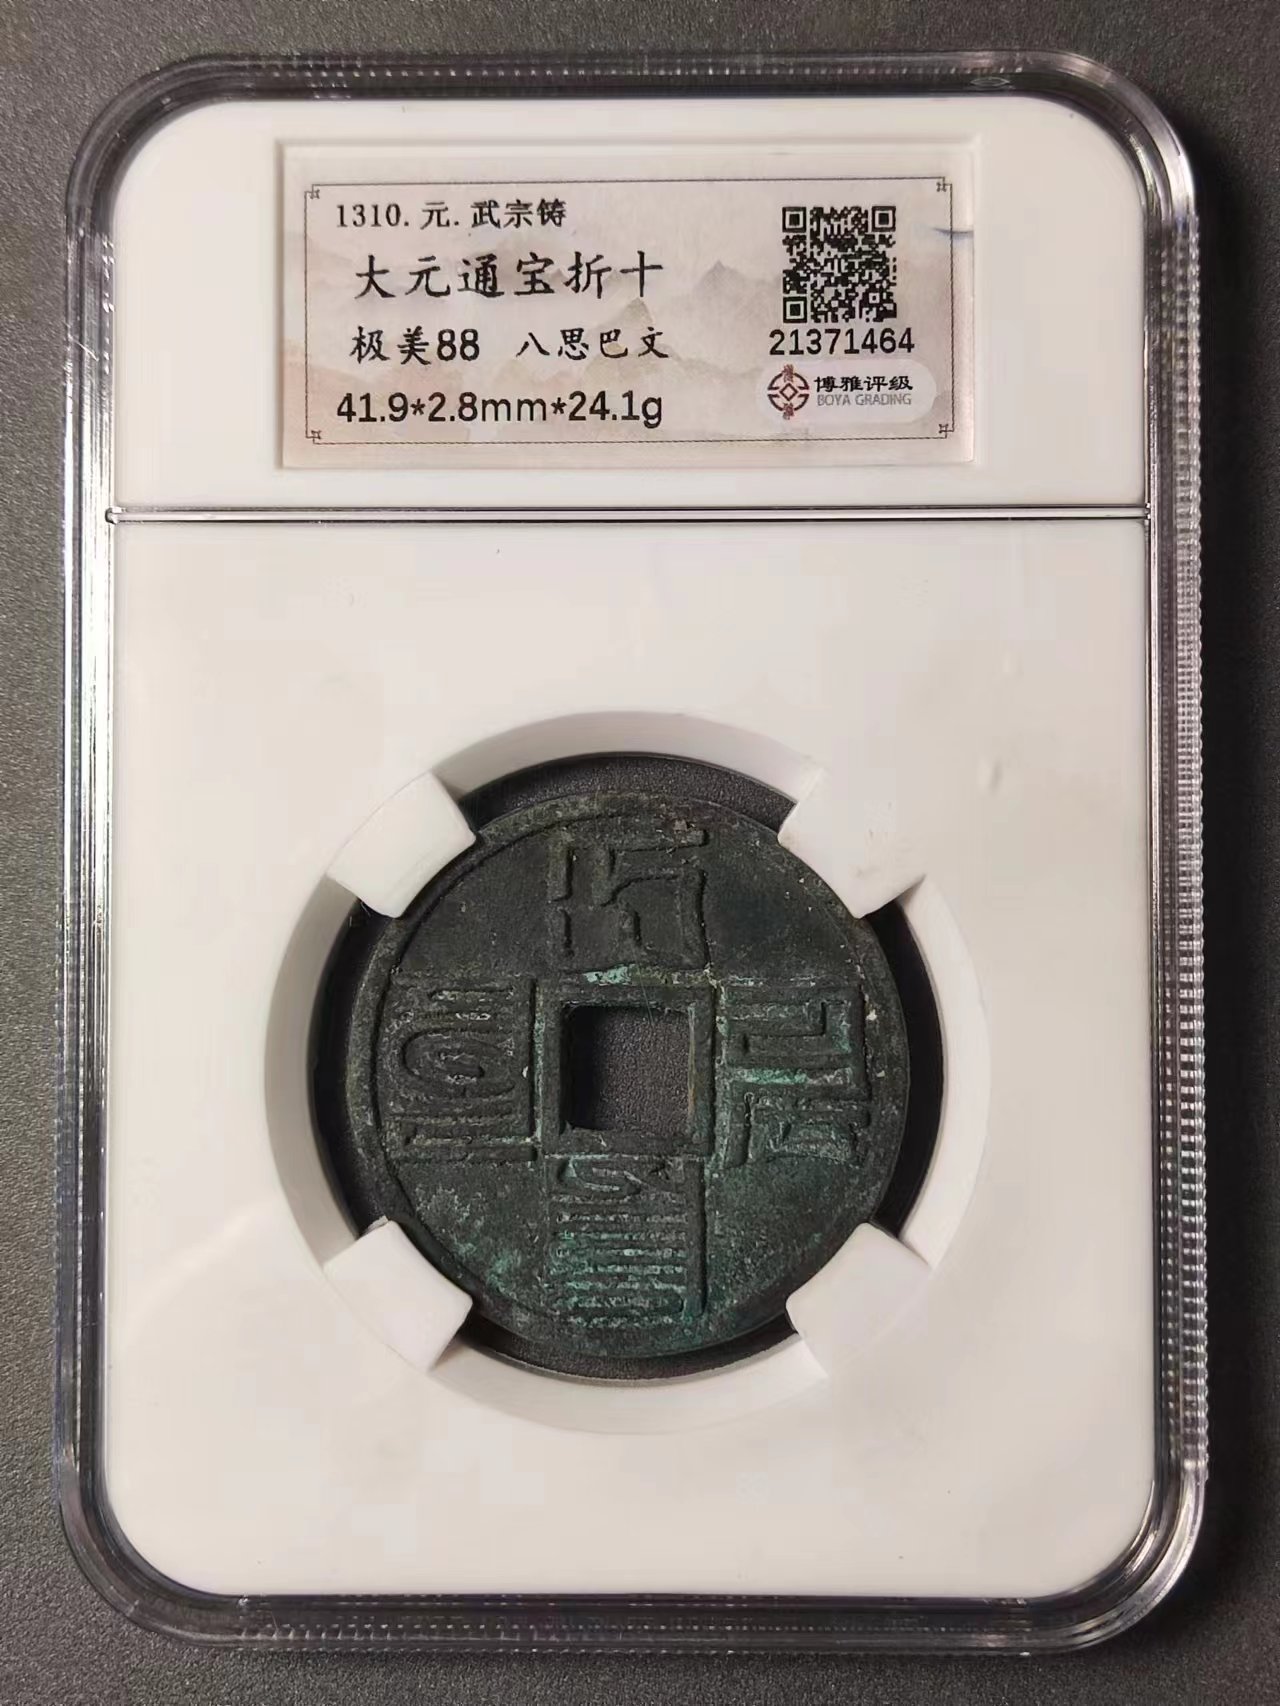 1310. 元. 武宗铸
大元通宝折十
极美88 八思巴文
41.9*2.8mm*24.1g
21371464
博雅评级
BOYA GRADING